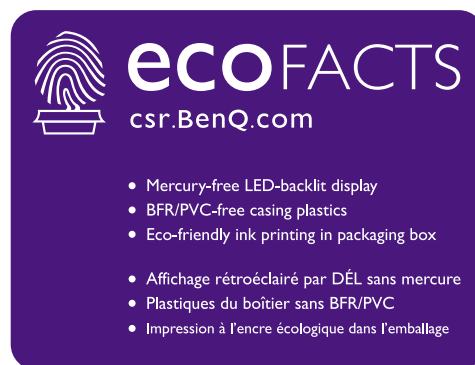 ecoFACTS
csr.BenQ.com
• Mercury-free LED-backlit display
• BFR/PVC-free casing plastics
• Eco-friendly ink printing in packaging box
• Affichage rétroéclairé par DÉL sans mercure
• Plastiques du boîtier sans BFR/PVC
• Impression à l'encre écologique dans l'emballage